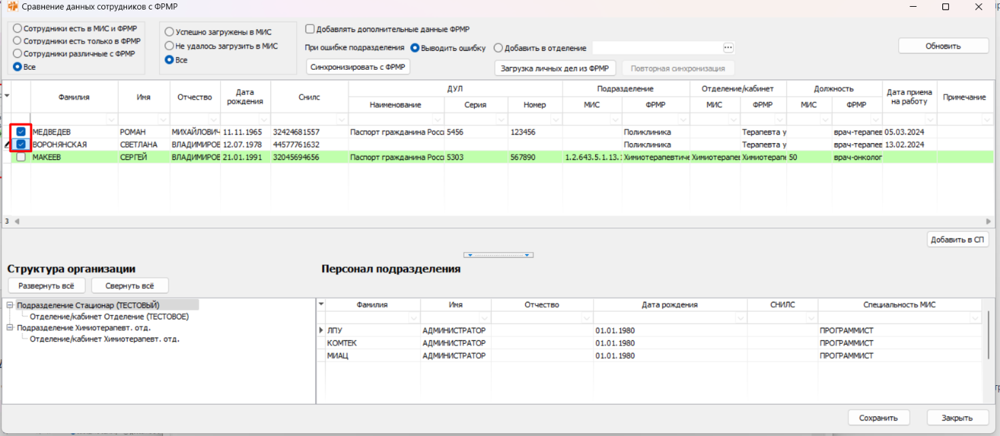 Сравнение данных сотрудников с ФРМР
Сотрудники есть в МИС и ФРМР
Сотрудники есть только в ФРМР
Сотрудники различные с ФРМР
Все
Успешно загружены в МИС
Не удалось загрузить в МИС
Все
Добавлять дополнительные данные ФРМР
При ошибке подразделения Выводить ошибку Добавить в отделение ...
Синхронизировать с ФРМР Загрузка личных дел из ФРМР Повторная синхронизация
Обновить
Фамилия Имя Отчество Дата рождения Снилс ДУЛ Подразделение Отделение/кабинет Должность Дата приема на работу Примечание
Наименование Серия Номер МИС ФРМР МИС ФРМР МИС ФРМР
МЕДВЕДЕВ РОМАН МИХАЙЛОВИЧ 11.11.1965 32424681557 Паспорт гражданина Росс 5456 123456 Поликлиника Терапевта у врач-терапев 05.03.2024
ВОРОНЯНСКАЯ СВЕТЛАНА ВЛАДИМИРОВ 12.07.1978 44577761632 Поликлиника Терапевта у врач-терапев 13.02.2024
МАКЕЕВ СЕРГЕЙ ВЛАДИМИРОВ 21.01.1991 32045694656 Паспорт гражданина Росс 5303 567890 1.2.643.5.1.13. Химиотерапевтиче Химиотерапев Химиотерапе 50 врач-онколог
3
Добавить в СП
Структура организации
Развернуть всё Свернуть всё
Подразделение Стационар (ТЕСТОВЫЙ)
Отделение/кабинет Отделение (ТЕСТОВОЕ)
Подразделение Химиотерапевт. отд.
Отделение/кабинет Химиотерапевт. отд.
Персонал подразделения
Фамилия Имя Отчество Дата рождения СНИЛС Специальность МИС
ЛПУ АДМИНИСТРАТОР 01.01.1980 ПРОГРАММИСТ
КОМТЕК АДМИНИСТРАТОР 01.01.1980 ПРОГРАММИСТ
МИАЦ АДМИНИСТРАТОР 01.01.1980 ПРОГРАММИСТ
Сохранить Закрыть